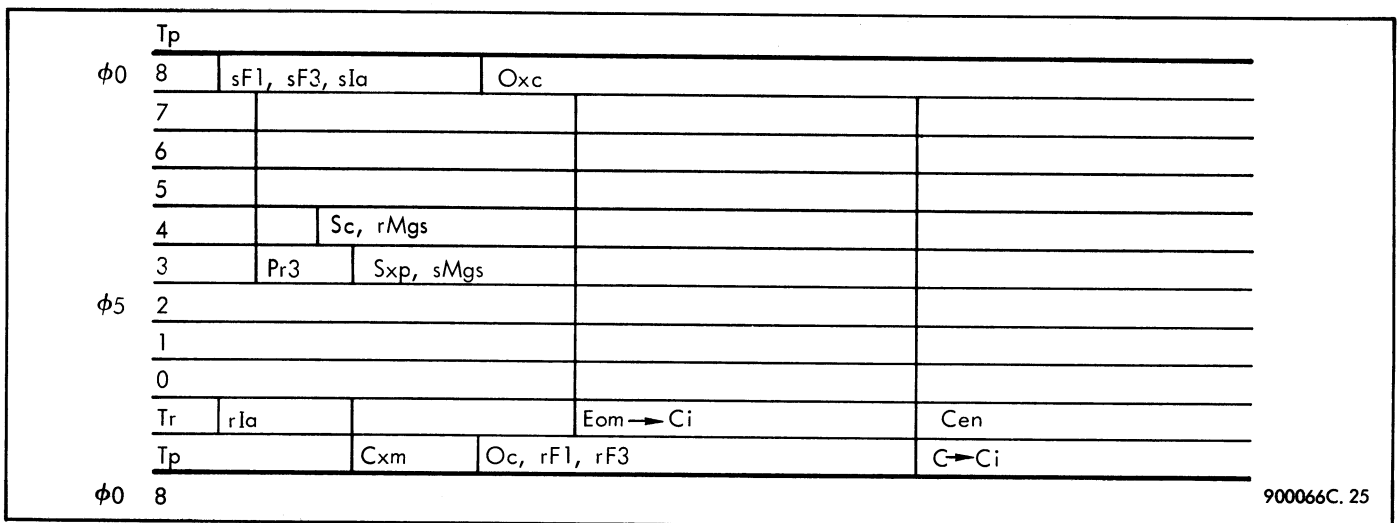 Tp
ϕ0 8 sF1, sF3, sIa Oxc
7
6
5
4 Sc, rMgs
3 Pr3 Sxp, sMgs
ϕ5 2
1
0
Tr rIa Eom→Ci Cen
Tp Cxm Oc, rF1, rF3 C→Ci
ϕ0 8 900066C. 25